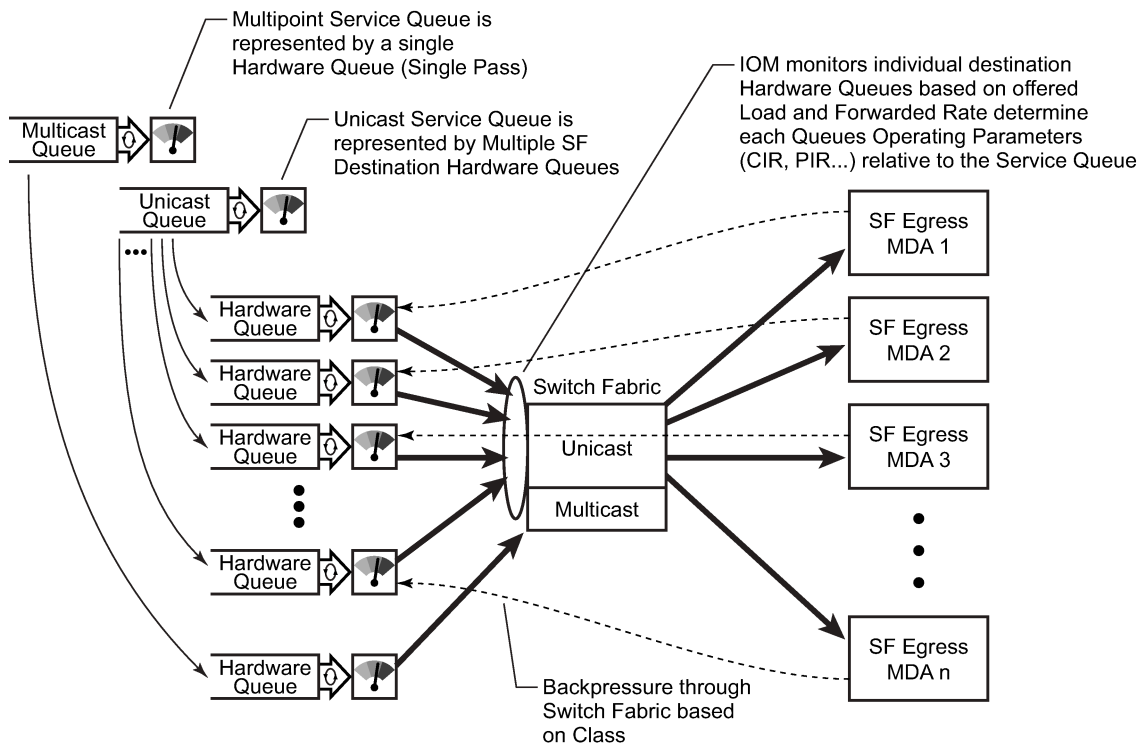 Multipoint Service Queue is
represented by a single
Hardware Queue (Single Pass)
IOM monitors individual destination
Hardware Queues based on offered
Load and Forwarded Rate determine
each Queues Operating Parameters
(CIR, PIR...) relative to the Service Queue
Multicast
Queue
Unicast Service Queue is
represented by Multiple SF
Destination Hardware Queues
Unicast
Queue
SF Egress
MDA 1
Hardware
Queue
SF Egress
MDA 2
Hardware
Queue
Switch Fabric
Hardware
Queue
Unicast
SF Egress
MDA 3
Multicast
Hardware
Queue
SF Egress
MDA n
Hardware
Queue
Backpressure through
Switch Fabric based
on Class